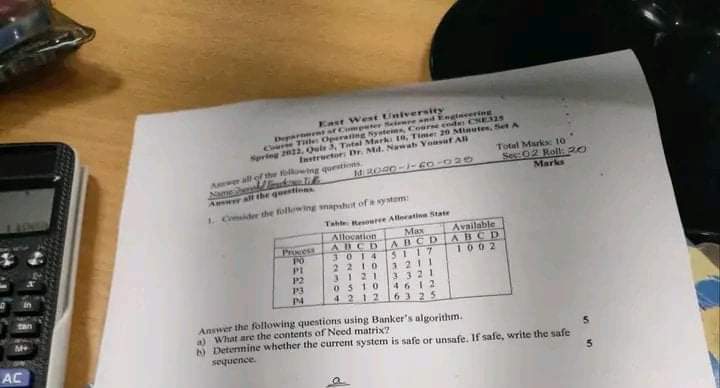 East West University
Department of Computer Science and Engineering
Course Title: Operating Systems, Course code: CSE325
Spring 2022, Quiz 3, Total Mark: 10, Time: 20 Minutes, Set A
Instructor: Dr. Md. Nawab Yousuf Ali
Answer all of the following questions. Total Marks: 10
Name: Id: 2020-1-60-020 Sec: 02 Roll: 20
Answer all the questions. Marks
1. Consider the following snapshot of a system:
Table: Resource Allocation State
Allocation Max Available
Process A B C D A B C D A B C D
P0 3 0 1 4 5 1 1 7 1 0 0 2
P1 2 2 1 0 3 2 1 1
P2 3 1 2 1 3 3 2 1
P3 0 5 1 0 4 6 1 2
P4 4 2 1 2 6 3 2 5
Answer the following questions using Banker's algorithm.
a) What are the contents of Need matrix? 5
b) Determine whether the current system is safe or unsafe. If safe, write the safe 5
sequence.
in
tan
M+
AC